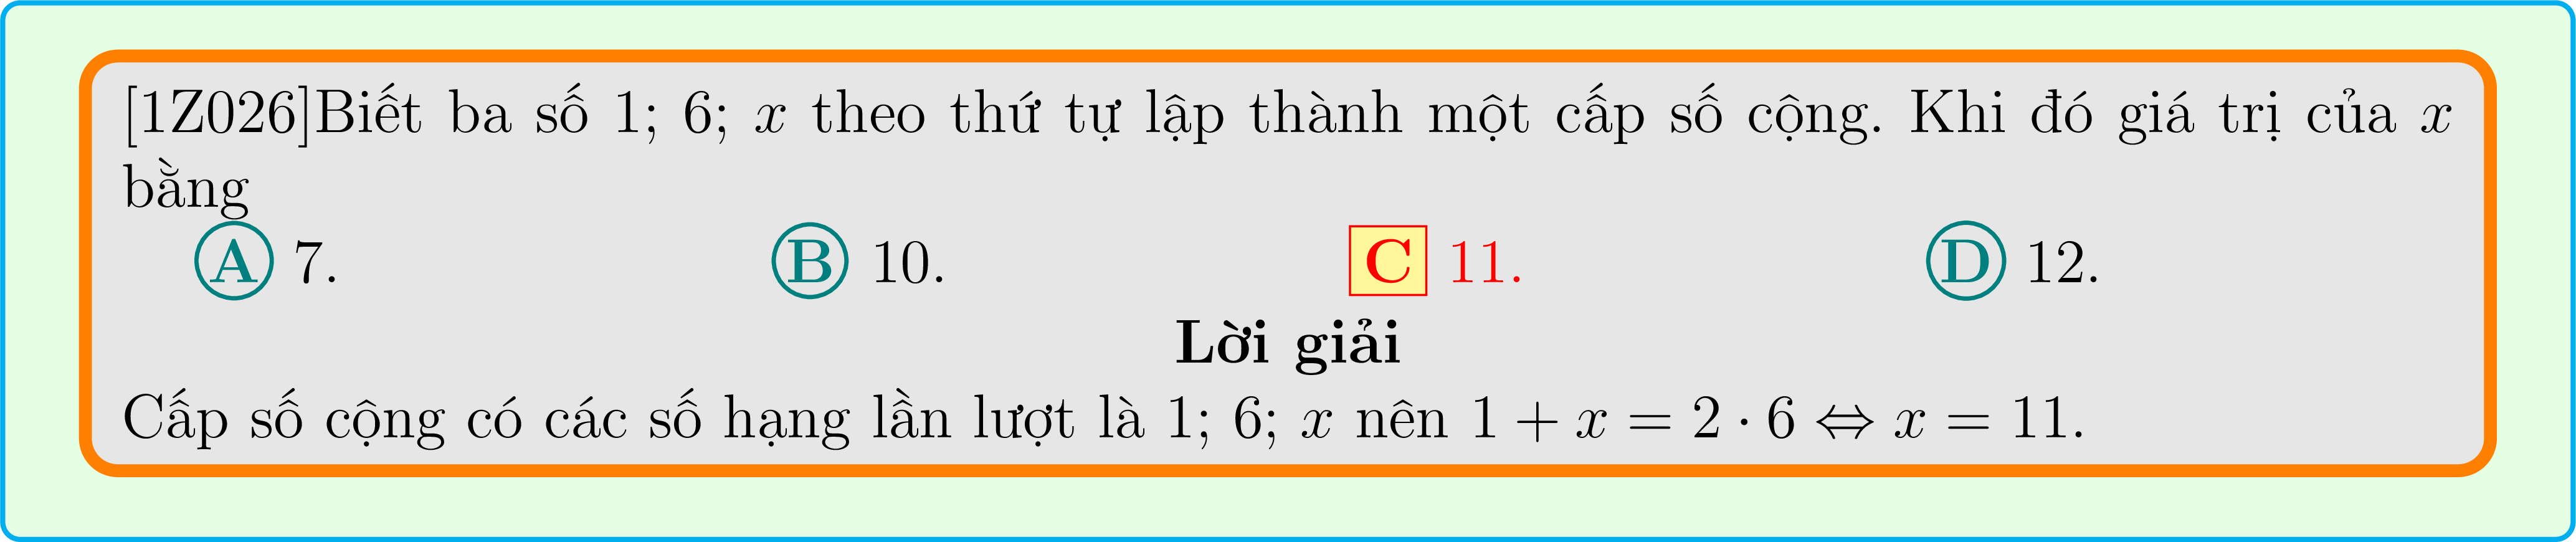 [1Z026]Biết ba số 1; 6; x theo thứ tự lập thành một cấp số cộng. Khi đó giá trị của x
bằng
A 7. B 10. C 11. D 12.
Lời giải
Cấp số cộng có các số hạng lần lượt là 1; 6; x nên 1 + x = 2 · 6 ⇔ x = 11.